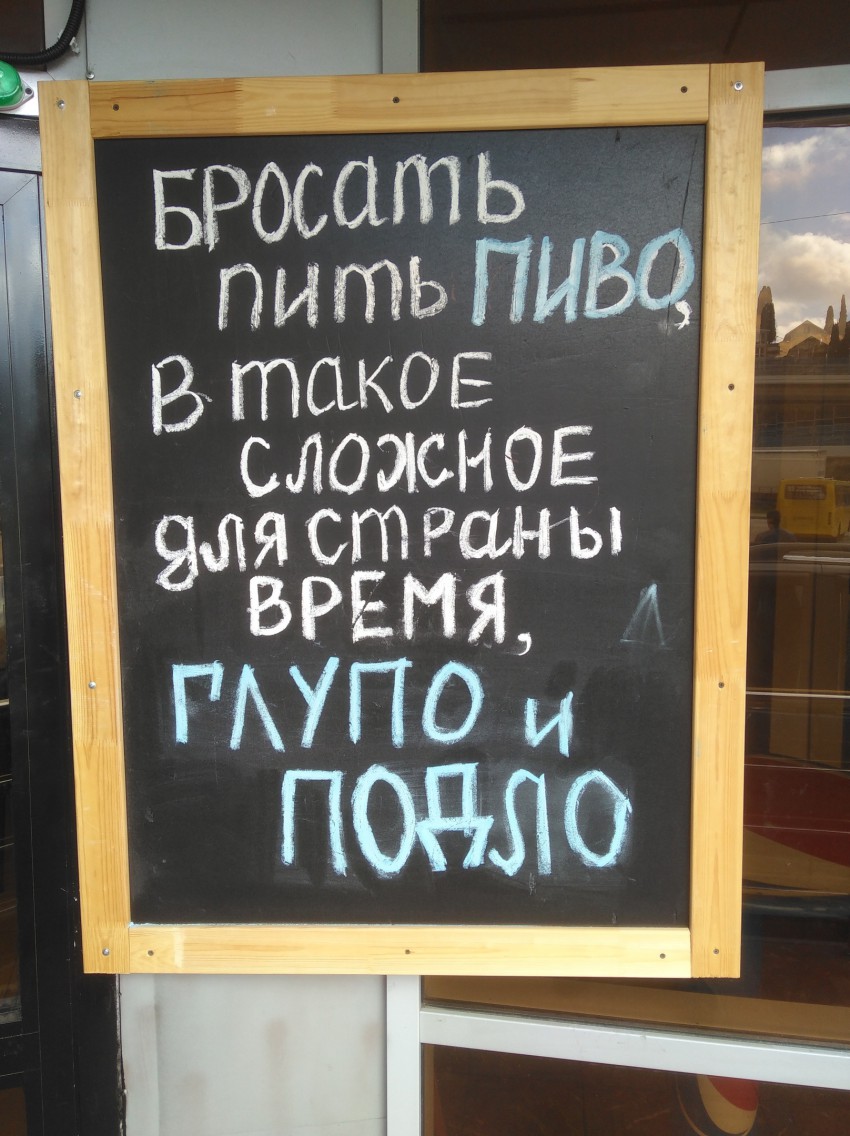 БРОСАТЬ
ПИТЬ ПИВО,
В ТАКОЕ
СЛОЖНОЕ
ДЛЯ СТРАНЫ
ВРЕМЯ,
ГЛУПО И
ПОДЛО